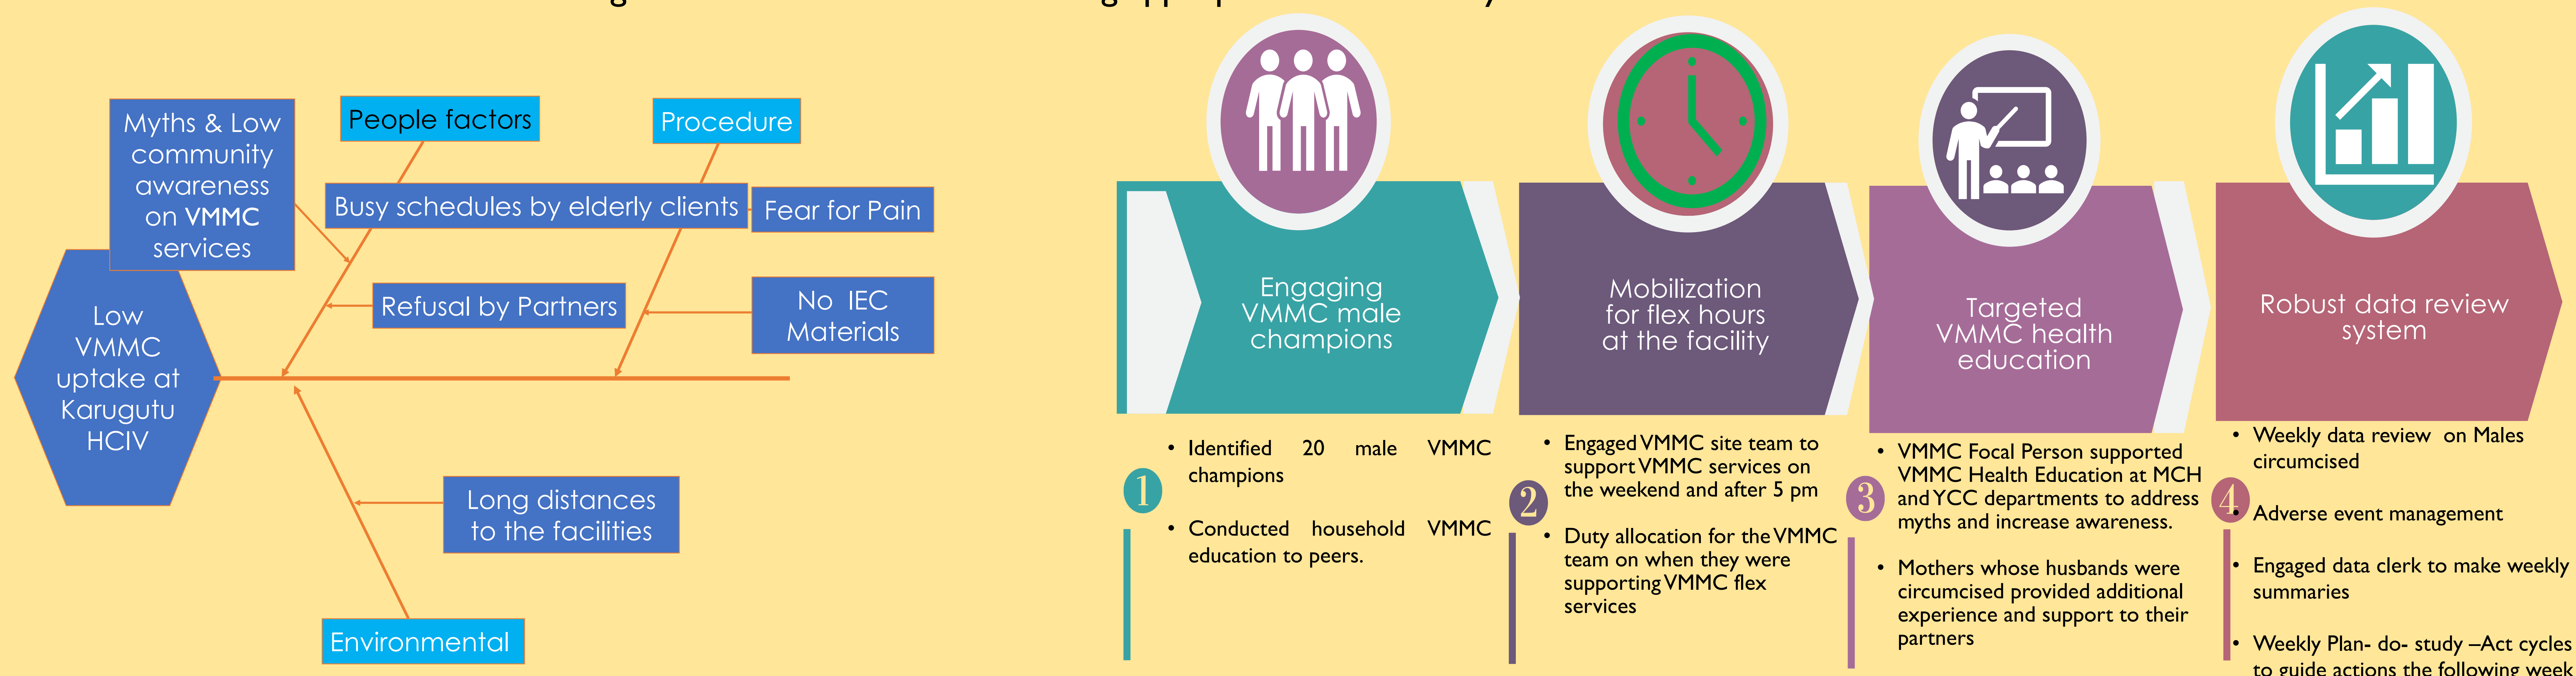 Myths & Low
community
awareness
on VMMC
services
People factors
Procedure
Busy schedules by elderly clients
Fear for Pain
Refusal by Partners
No IEC
Materials
Low
VMMC
uptake at
Karugutu
HCIV
Long distances
to the facilities
Environmental
Engaging
VMMC male
champions
Mobilization
for flex hours
at the facility
Targeted
VMMC health
education
Robust data review
system
1
• Identified 20 male VMMC
champions
• Conducted household VMMC
education to peers.
2
• Engaged VMMC site team to
support VMMC services on
the weekend and after 5 pm
• Duty allocation for the VMMC
team on when they were
supporting VMMC flex
services
3
• VMMC Focal Person supported
VMMC Health Education at MCH
and YCC departments to address
myths and increase awareness.
• Mothers whose husbands were
circumcised provided additional
experience and support to their
partners
4
• Weekly data review on Males
circumcised
• Adverse event management
• Engaged data clerk to make weekly
summaries
• Weekly Plan- do- study –Act cycles
to guide actions the following week